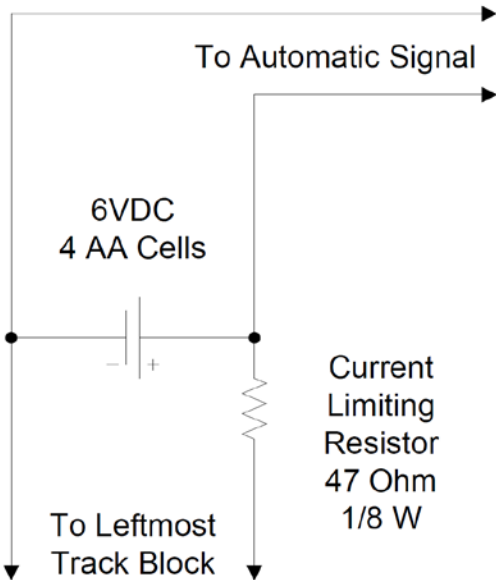 To Automatic Signal
6VDC
4 AA Cells
− +
Current
Limiting
Resistor
47 Ohm
1/8 W
To Leftmost
Track Block